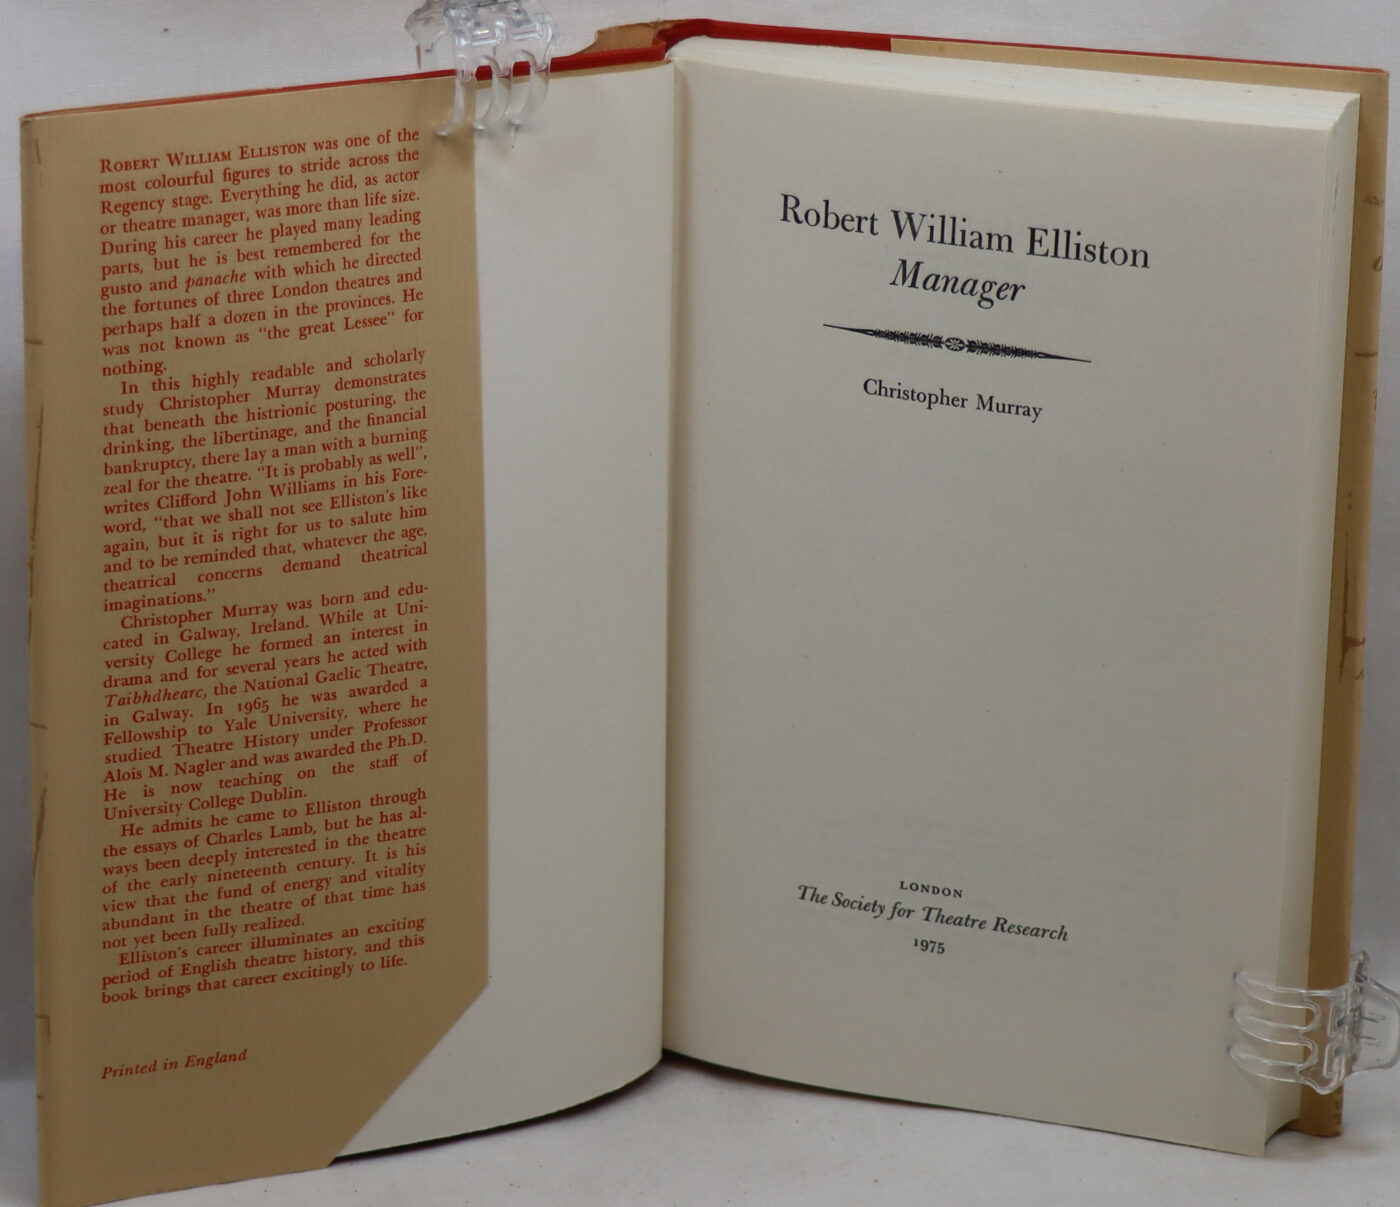 ROBERT WILLIAM ELLISTON was one of the
most colourful figures to stride across the
Regency stage. Everything he did, as actor
or theatre manager, was more than life size.
During his career he played many leading
parts, but he is best remembered for the
gusto and panache with which he directed
the fortunes of three London theatres and
perhaps half a dozen in the provinces. He
was not known as "the great Lessee" for
nothing.
In this highly readable and scholarly
study Christopher Murray demonstrates
that beneath the histrionic posturing, the
drinking, the libertinage, and the financial
bankruptcy, there lay a man with a burning
zeal for the theatre. "It is probably as well",
writes Clifford John Williams in his Fore-
word, "that we shall not see Elliston's like
again, but it is right for us to salute him
and to be reminded that, whatever the age,
theatrical concerns demand theatrical
imaginations."
Christopher Murray was born and edu-
cated in Galway, Ireland. While at Uni-
versity College he formed an interest in
drama and for several years he acted with
Taibhdhearc, the National Gaelic Theatre,
in Galway. In 1965 he was awarded a
Fellowship to Yale University, where he
studied Theatre History under Professor
Alois M. Nagler and was awarded the Ph.D.
He is now teaching on the staff of
University College Dublin.
He admits he came to Elliston through
the essays of Charles Lamb, but he has al-
ways been deeply interested in the theatre
of the early nineteenth century. It is his
view that the fund of energy and vitality
abundant in the theatre of that time has
not yet been fully realized.
Elliston's career illuminates an exciting
period of English theatre history, and this
book brings that career excitingly to life.
Printed in England
Robert William Elliston
Manager
Christopher Murray
LONDON
The Society for Theatre Research
1975